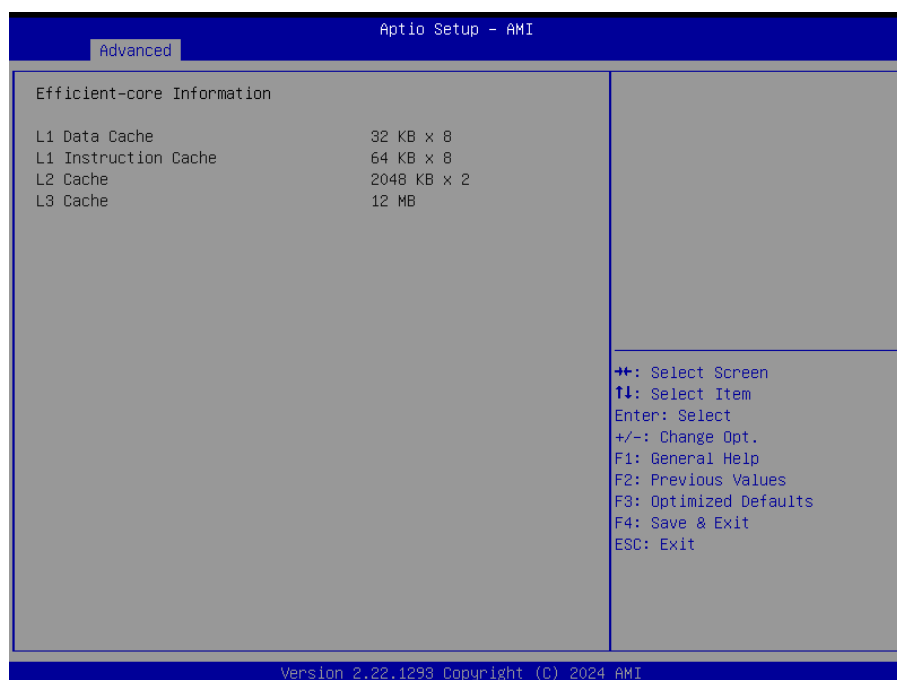 Aptio Setup – AMI
Advanced
Efficient-core Information
L1 Data Cache 32 KB x 8
L1 Instruction Cache 64 KB x 8
L2 Cache 2048 KB x 2
L3 Cache 12 MB
→←: Select Screen
↑↓: Select Item
Enter: Select
+/-: Change Opt.
F1: General Help
F2: Previous Values
F3: Optimized Defaults
F4: Save & Exit
ESC: Exit
Version 2.22.1293 Copyright (C) 2024 AMI